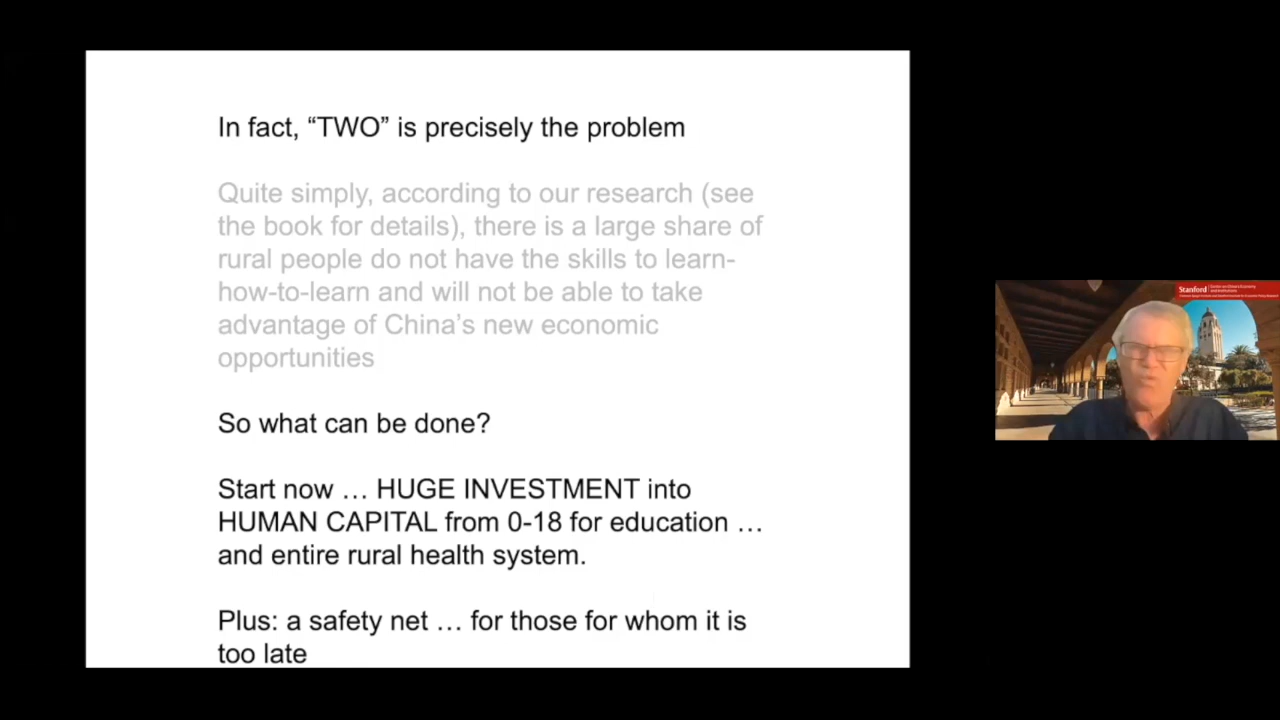 In fact, “TWO” is precisely the problem
Quite simply, according to our research (see
the book for details), there is a large share of
rural people do not have the skills to learn-
how-to-learn and will not be able to take
advantage of China’s new economic
opportunities
So what can be done?
Start now … HUGE INVESTMENT into
HUMAN CAPITAL from 0-18 for education …
and entire rural health system.
Plus: a safety net … for those for whom it is
too late
Stanford